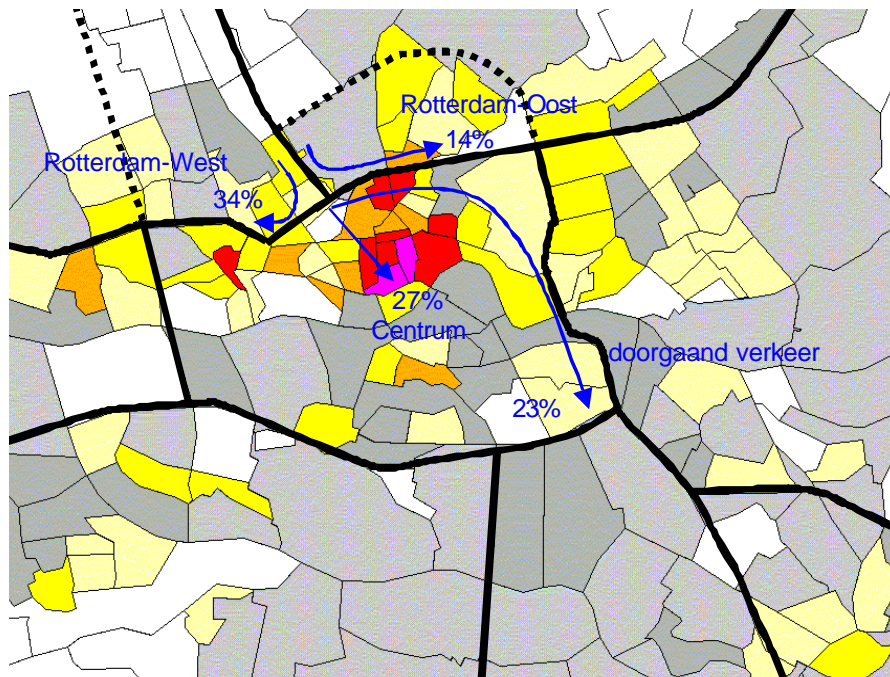 Rotterdam-Oost
14%
Rotterdam-West
34%
27%
Centrum
doorgaand verkeer
23%